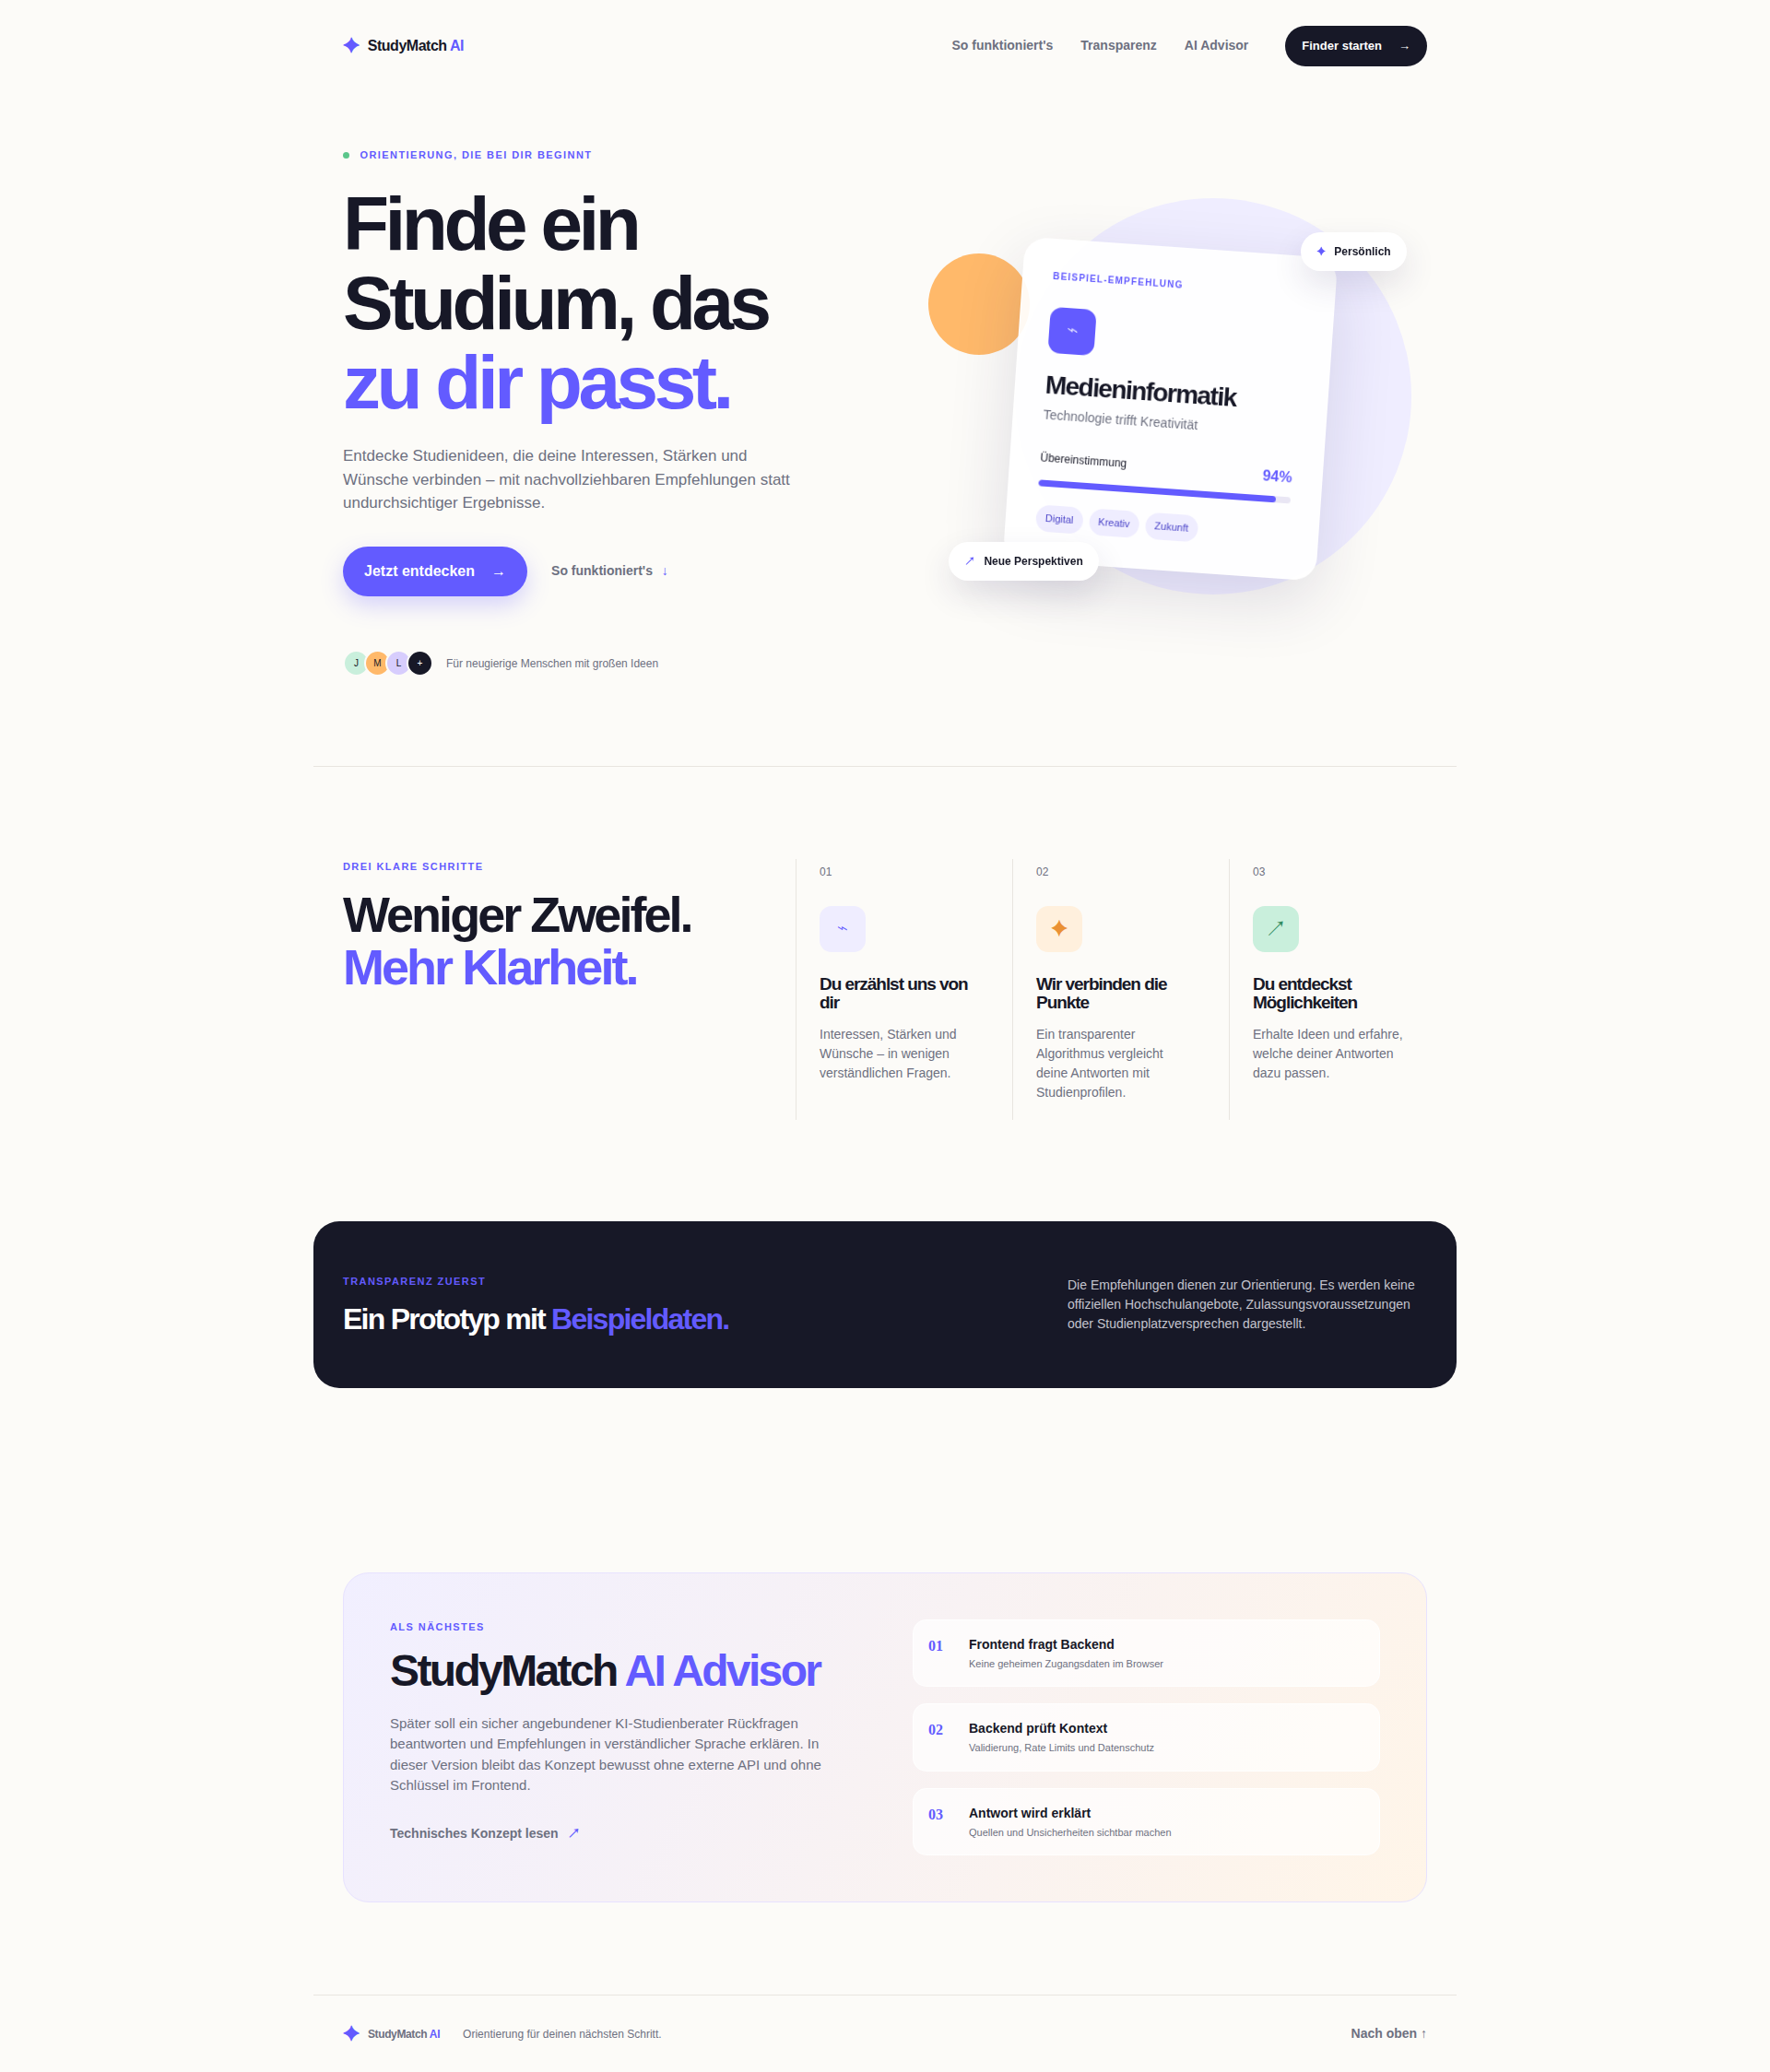 StudyMatch AI
So funktioniert's
Transparenz
AI Advisor
Finder starten →
ORIENTIERUNG, DIE BEI DIR BEGINNT
Finde ein
Studium, das
zu dir passt.
Entdecke Studienideen, die deine Interessen, Stärken und
Wünsche verbinden – mit nachvollziehbaren Empfehlungen statt
undurchsichtiger Ergebnisse.
Jetzt entdecken →
So funktioniert's ↓
J M L +
Für neugierige Menschen mit großen Ideen
Persönlich
BEISPIEL-EMPFEHLUNG
Medieninformatik
Technologie trifft Kreativität
Übereinstimmung
94%
Digital
Kreativ
Zukunft
↗ Neue Perspektiven
DREI KLARE SCHRITTE
Weniger Zweifel.
Mehr Klarheit.
01
Du erzählst uns von
dir
Interessen, Stärken und
Wünsche – in wenigen
verständlichen Fragen.
02
Wir verbinden die
Punkte
Ein transparenter
Algorithmus vergleicht
deine Antworten mit
Studienprofilen.
03
Du entdeckst
Möglichkeiten
Erhalte Ideen und erfahre,
welche deiner Antworten
dazu passen.
TRANSPARENZ ZUERST
Ein Prototyp mit Beispieldaten.
Die Empfehlungen dienen zur Orientierung. Es werden keine
offiziellen Hochschulangebote, Zulassungsvoraussetzungen
oder Studienplatzversprechen dargestellt.
ALS NÄCHSTES
StudyMatch AI Advisor
Später soll ein sicher angebundener KI-Studienberater Rückfragen
beantworten und Empfehlungen in verständlicher Sprache erklären. In
dieser Version bleibt das Konzept bewusst ohne externe API und ohne
Schlüssel im Frontend.
Technisches Konzept lesen ↗
01
Frontend fragt Backend
Keine geheimen Zugangsdaten im Browser
02
Backend prüft Kontext
Validierung, Rate Limits und Datenschutz
03
Antwort wird erklärt
Quellen und Unsicherheiten sichtbar machen
StudyMatch AI
Orientierung für deinen nächsten Schritt.
Nach oben ↑